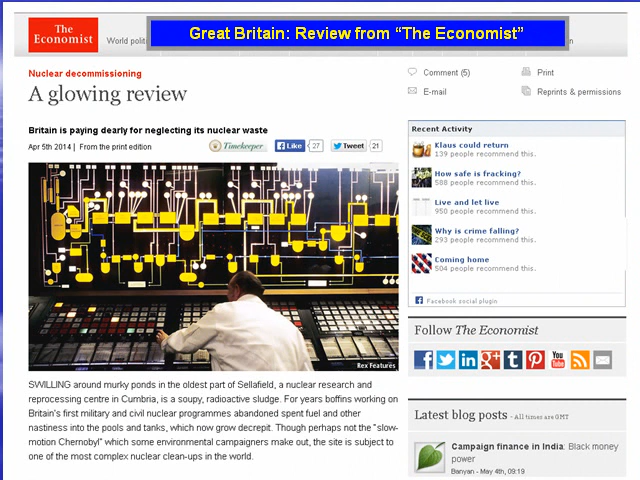 The
Economist
World politi
Great Britain: Review from “The Economist”
n
Nuclear decommissioning
A glowing review
Comment (5)
Print
E-mail
Reprints & permissions
Britain is paying dearly for neglecting its nuclear waste
Apr 5th 2014 | From the print edition
Timekeeper
Like
27
Tweet
21
Rex Features
SWILLING around murky ponds in the oldest part of Sellafield, a nuclear research and
reprocessing centre in Cumbria, is a soupy, radioactive sludge. For years boffins working on
Britain's first military and civil nuclear programmes abandoned spent fuel and other
nastiness into the pools and tanks, which now grow decrepit. Though perhaps not the "slow-
motion Chernobyl" which some environmental campaigners make out, the site is subject to
one of the most complex nuclear clean-ups in the world.
Recent Activity
Klaus could return
139 people recommend this.
How safe is fracking?
588 people recommend this.
Live and let live
950 people recommend this.
Why is crime falling?
293 people recommend this.
Coming home
504 people recommend this.
Facebook social plugin
Follow The Economist
You
Tube
Latest blog posts - All times are GMT
Campaign finance in India: Black money
power
Banyan - May 4th, 09:19